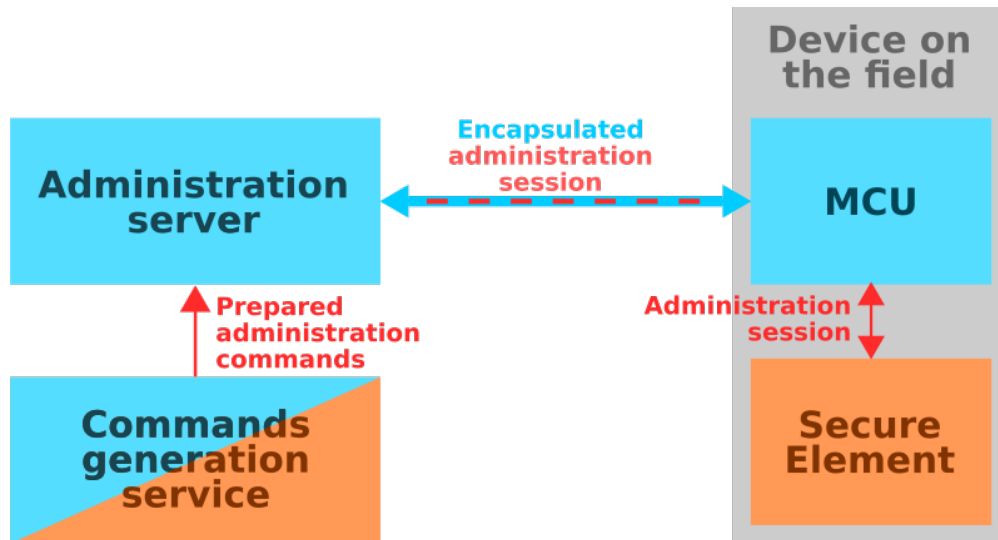 Device on
the field
Encapsulated
administration
session
Administration
server
MCU
Prepared
administration
commands
Administration
session
Commands
generation
service
Secure
Element